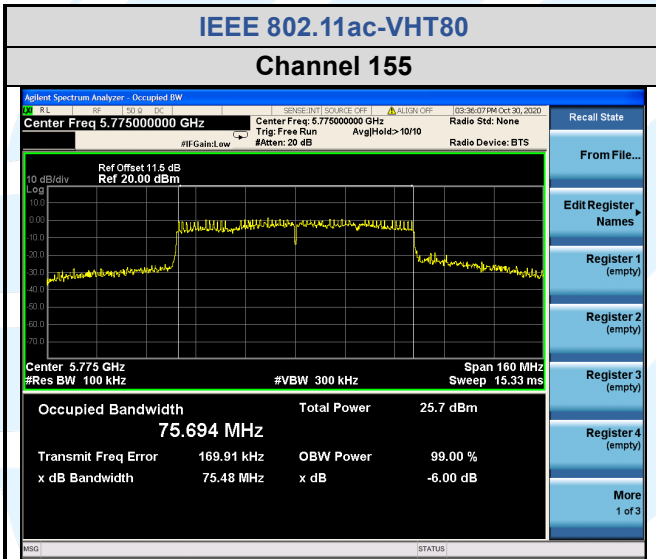 IEEE 802.11ac-VHT80
Channel 155
Agilent Spectrum Analyzer - Occupied BW
RL RF 50 Ω DC SENSE:INT SOURCE OFF ALIGN OFF 03:36:07 PM Oct 30, 2020
Center Freq 5.775000000 GHz
Center Freq: 5.775000000 GHz
Radio Std: None
Trig: Free Run Avg|Hold:>10/10
#IFGain:Low
#Atten: 20 dB
Radio Device: BTS
Ref Offset 11.5 dB
10 dB/div Ref 20.00 dBm
Log
10.0
0.00
-10.0
-20.0
-30.0
-40.0
-50.0
-60.0
-70.0
Center 5.775 GHz Span 160 MHz
#Res BW 100 kHz #VBW 300 kHz Sweep 15.33 ms
Occupied Bandwidth Total Power 25.7 dBm
75.694 MHz
Transmit Freq Error 169.91 kHz OBW Power 99.00 %
x dB Bandwidth 75.48 MHz x dB -6.00 dB
MSG STATUS
Recall State
From File...
Edit Register
Names
Register 1
(empty)
Register 2
(empty)
Register 3
(empty)
Register 4
(empty)
More
1 of 3